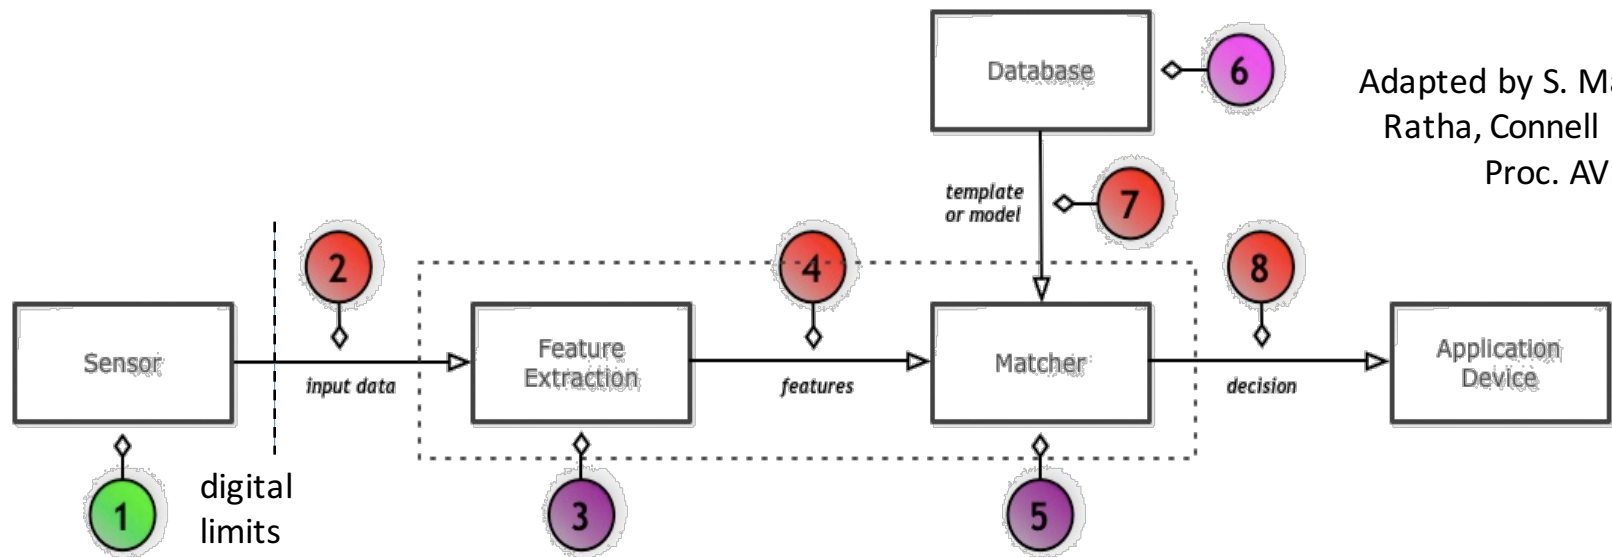 Database
6
Adapted by S. Ma
Ratha, Connell
Proc. AV
template
or model
7
2
4
8
Sensor
input data
Feature
Extraction
features
Matcher
decision
Application
Device
1
digital
limits
3
5